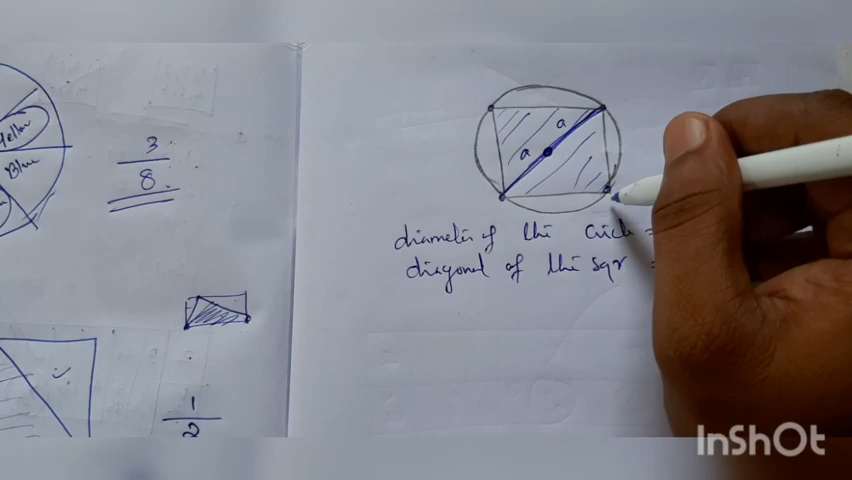 Yellow
Blue
3
8
1
2
a
a
diameter of the circle =
diagonal of the sqr =
InShOt